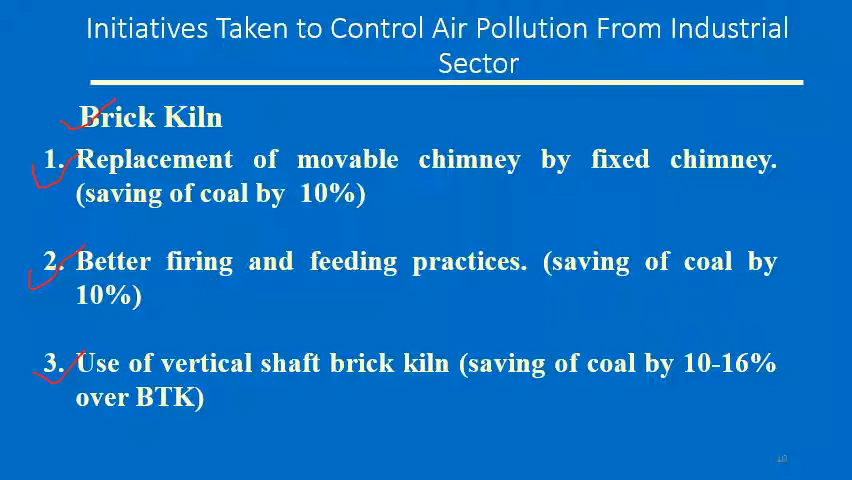 Initiatives Taken to Control Air Pollution From Industrial
Sector
Brick Kiln
1. Replacement of movable chimney by fixed chimney.
(saving of coal by 10%)
2. Better firing and feeding practices. (saving of coal by
10%)
3. Use of vertical shaft brick kiln (saving of coal by 10-16%
over BTK)